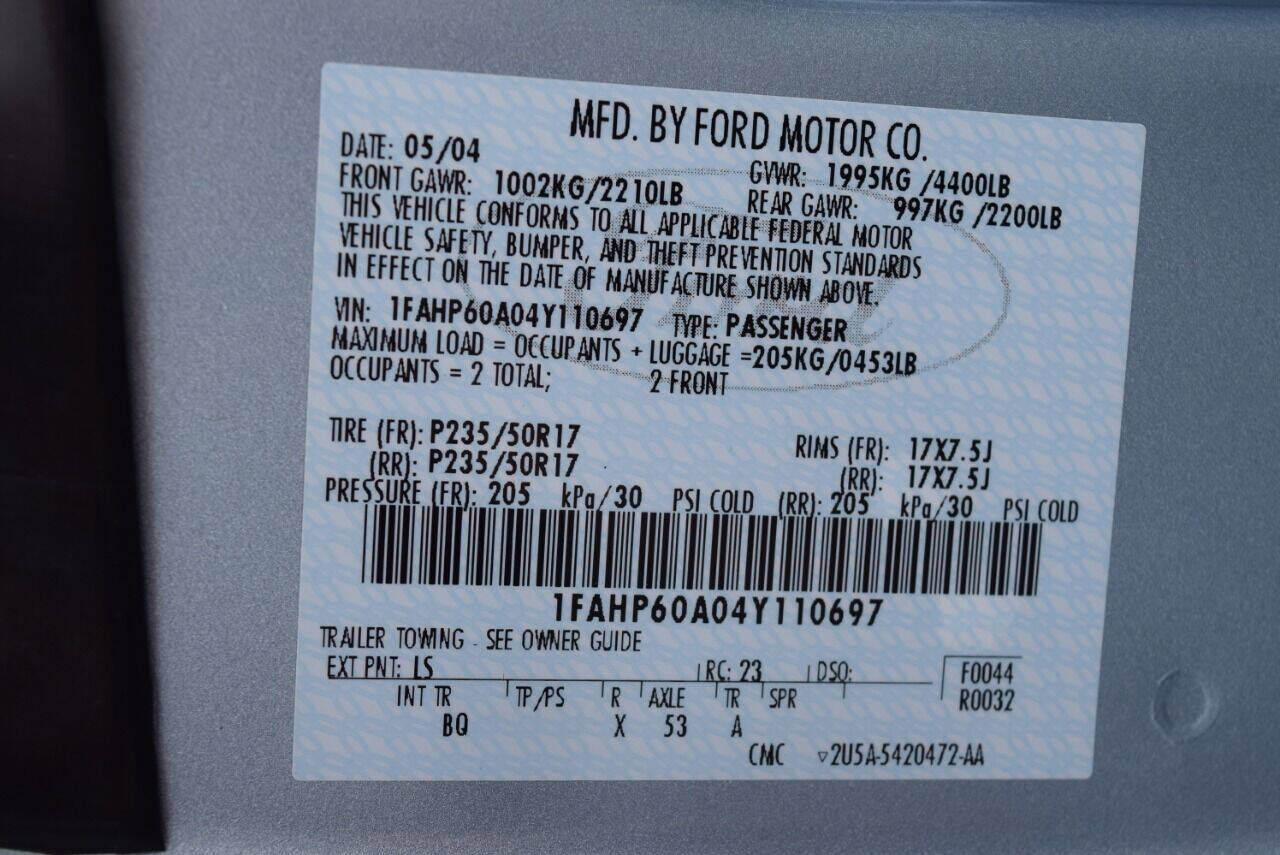 MFD. BY FORD MOTOR CO.
DATE: 05/04 GVWR: 1995KG /4400LB
FRONT GAWR: 1002KG/2210LB REAR GAWR: 997KG /2200LB
THIS VEHICLE CONFORMS TO ALL APPLICABLE FEDERAL MOTOR
VEHICLE SAFETY, BUMPER, AND THEFT PREVENTION STANDARDS
IN EFFECT ON THE DATE OF MANUFACTURE SHOWN ABOVE.
VIN: 1FAHP60A04Y110697 TYPE: PASSENGER
MAXIMUM LOAD = OCCUPANTS + LUGGAGE =205KG/0453LB
OCCUPANTS = 2 TOTAL; 2 FRONT
TIRE (FR): P235/50R17 RIMS (FR): 17X7.5J
(RR): P235/50R17 (RR): 17X7.5J
PRESSURE (FR): 205 kPa/30 PSI COLD (RR): 205 kPa/30 PSI COLD
1FAHP60A04Y110697
TRAILER TOWING - SEE OWNER GUIDE
EXT PNT: LS RC: 23 DSO: F0044
INT TR TP/PS R AXLE TR SPR R0032
BQ X 53 A
CMC ▿2U5A-5420472-AA